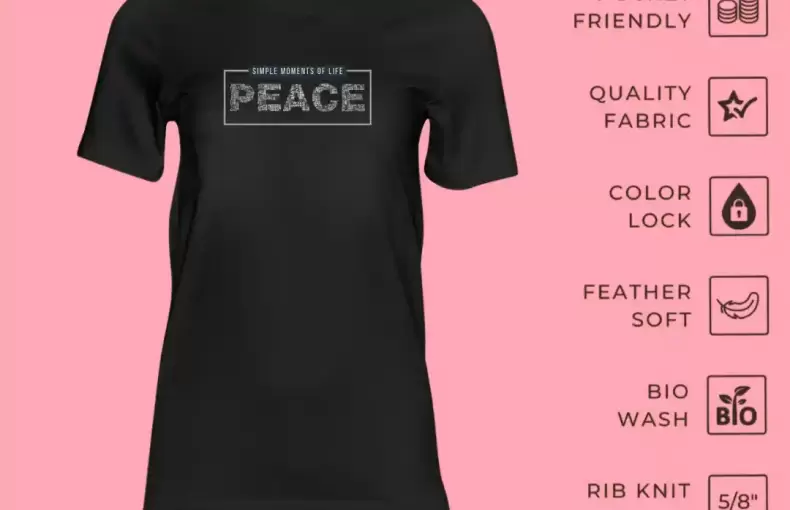 SIMPLE MOMENTS OF LIFE
PEACE
FRIENDLY
QUALITY
FABRIC
COLOR
LOCK
FEATHER
SOFT
BIO
WASH
BIO
RIB KNIT
5/8"